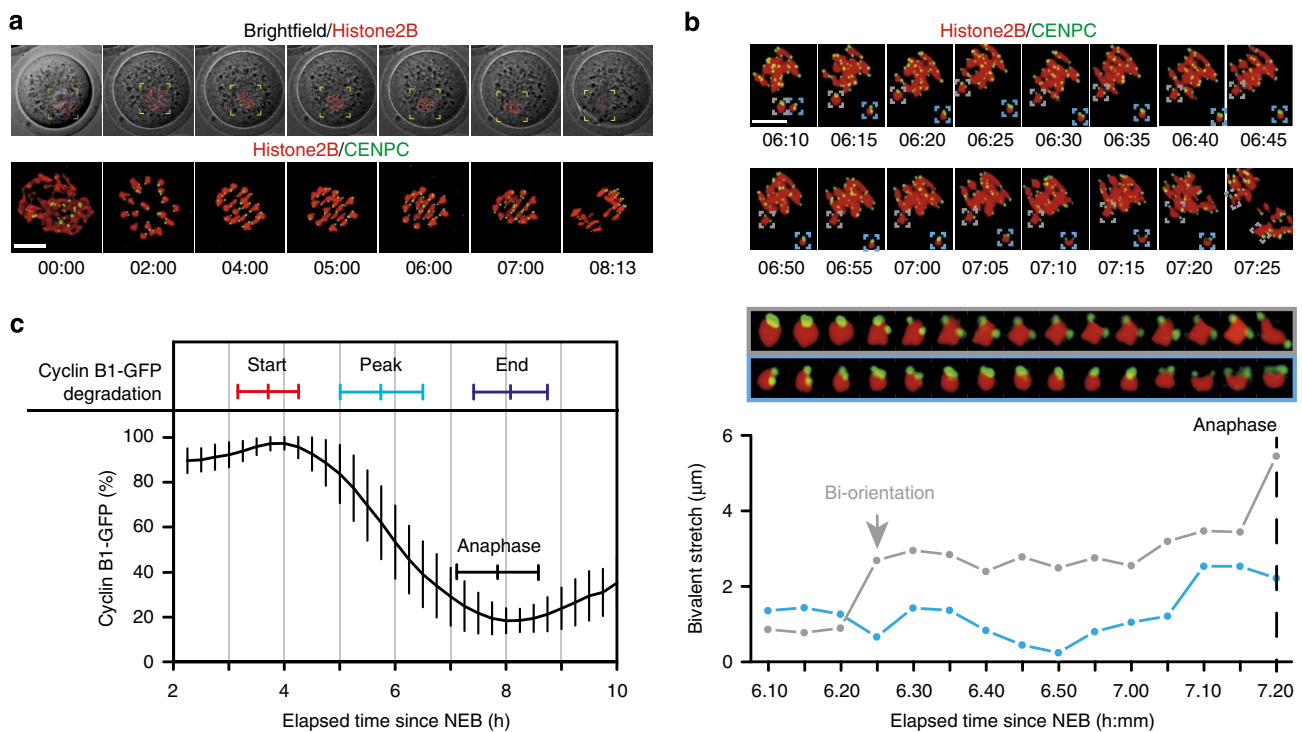 a
Brightfield/Histone2B
Histone2B/CENPC
00:00 02:00 04:00 05:00 06:00 07:00 08:13
b
Histone2B/CENPC
06:10 06:15 06:20 06:25 06:30 06:35 06:40 06:45
06:50 06:55 07:00 07:05 07:10 07:15 07:20 07:25
Anaphase
6
4
2
0
Bivalent stretch (μm)
Bi-orientation
6.10 6.20 6.30 6.40 6.50 7.00 7.10 7.20
Elapsed time since NEB (h:mm)
c
Cyclin B1-GFP
degradation
Start Peak End
100
80
60
40
20
0
Cyclin B1-GFP (%)
Anaphase
2 4 6 8 10
Elapsed time since NEB (h)